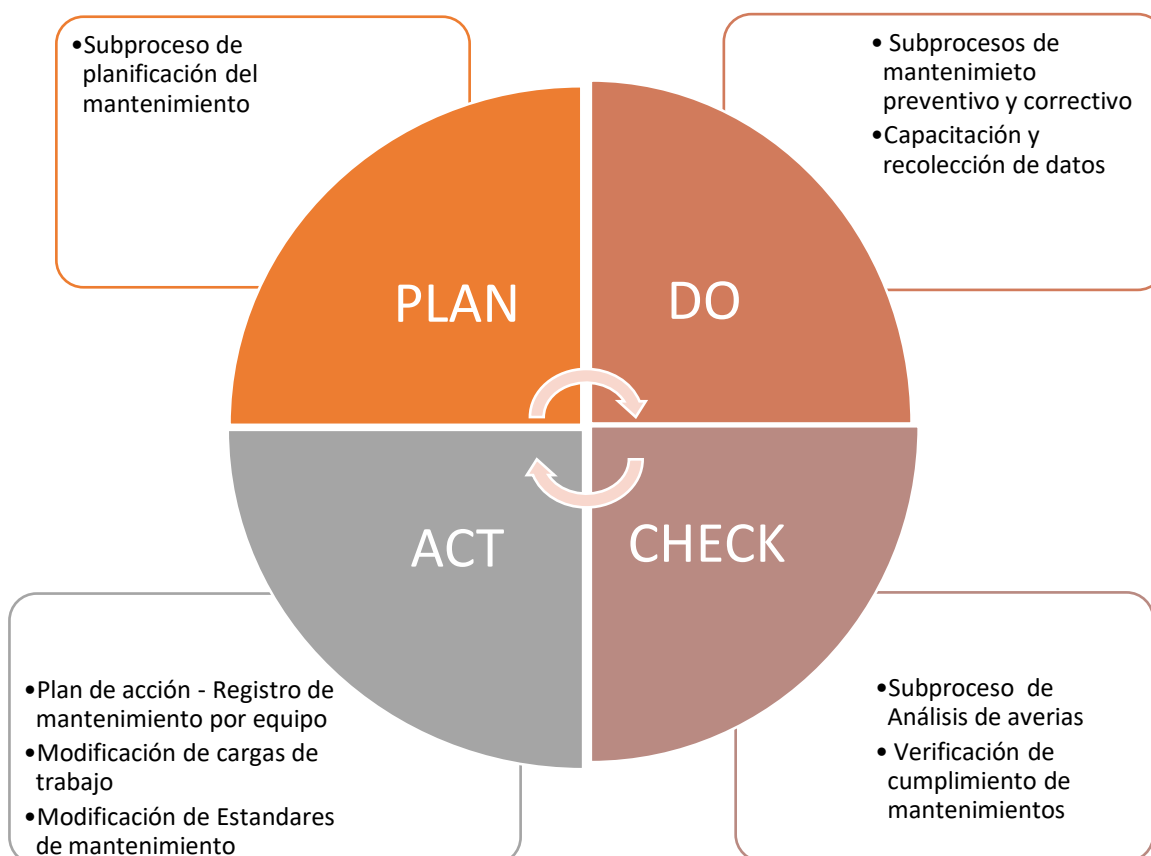 •Subproceso de
planificación del
mantenimiento
• Subprocesos de
mantenimieto
preventivo y correctivo
•Capacitación y
recolección de datos
PLAN
DO
ACT
CHECK
•Plan de acción - Registro de
mantenimiento por equipo
•Modificación de cargas de
trabajo
•Modificación de Estandares
de mantenimiento
•Subproceso  de
Análisis de averias
• Verificación de
cumplimiento de
mantenimientos